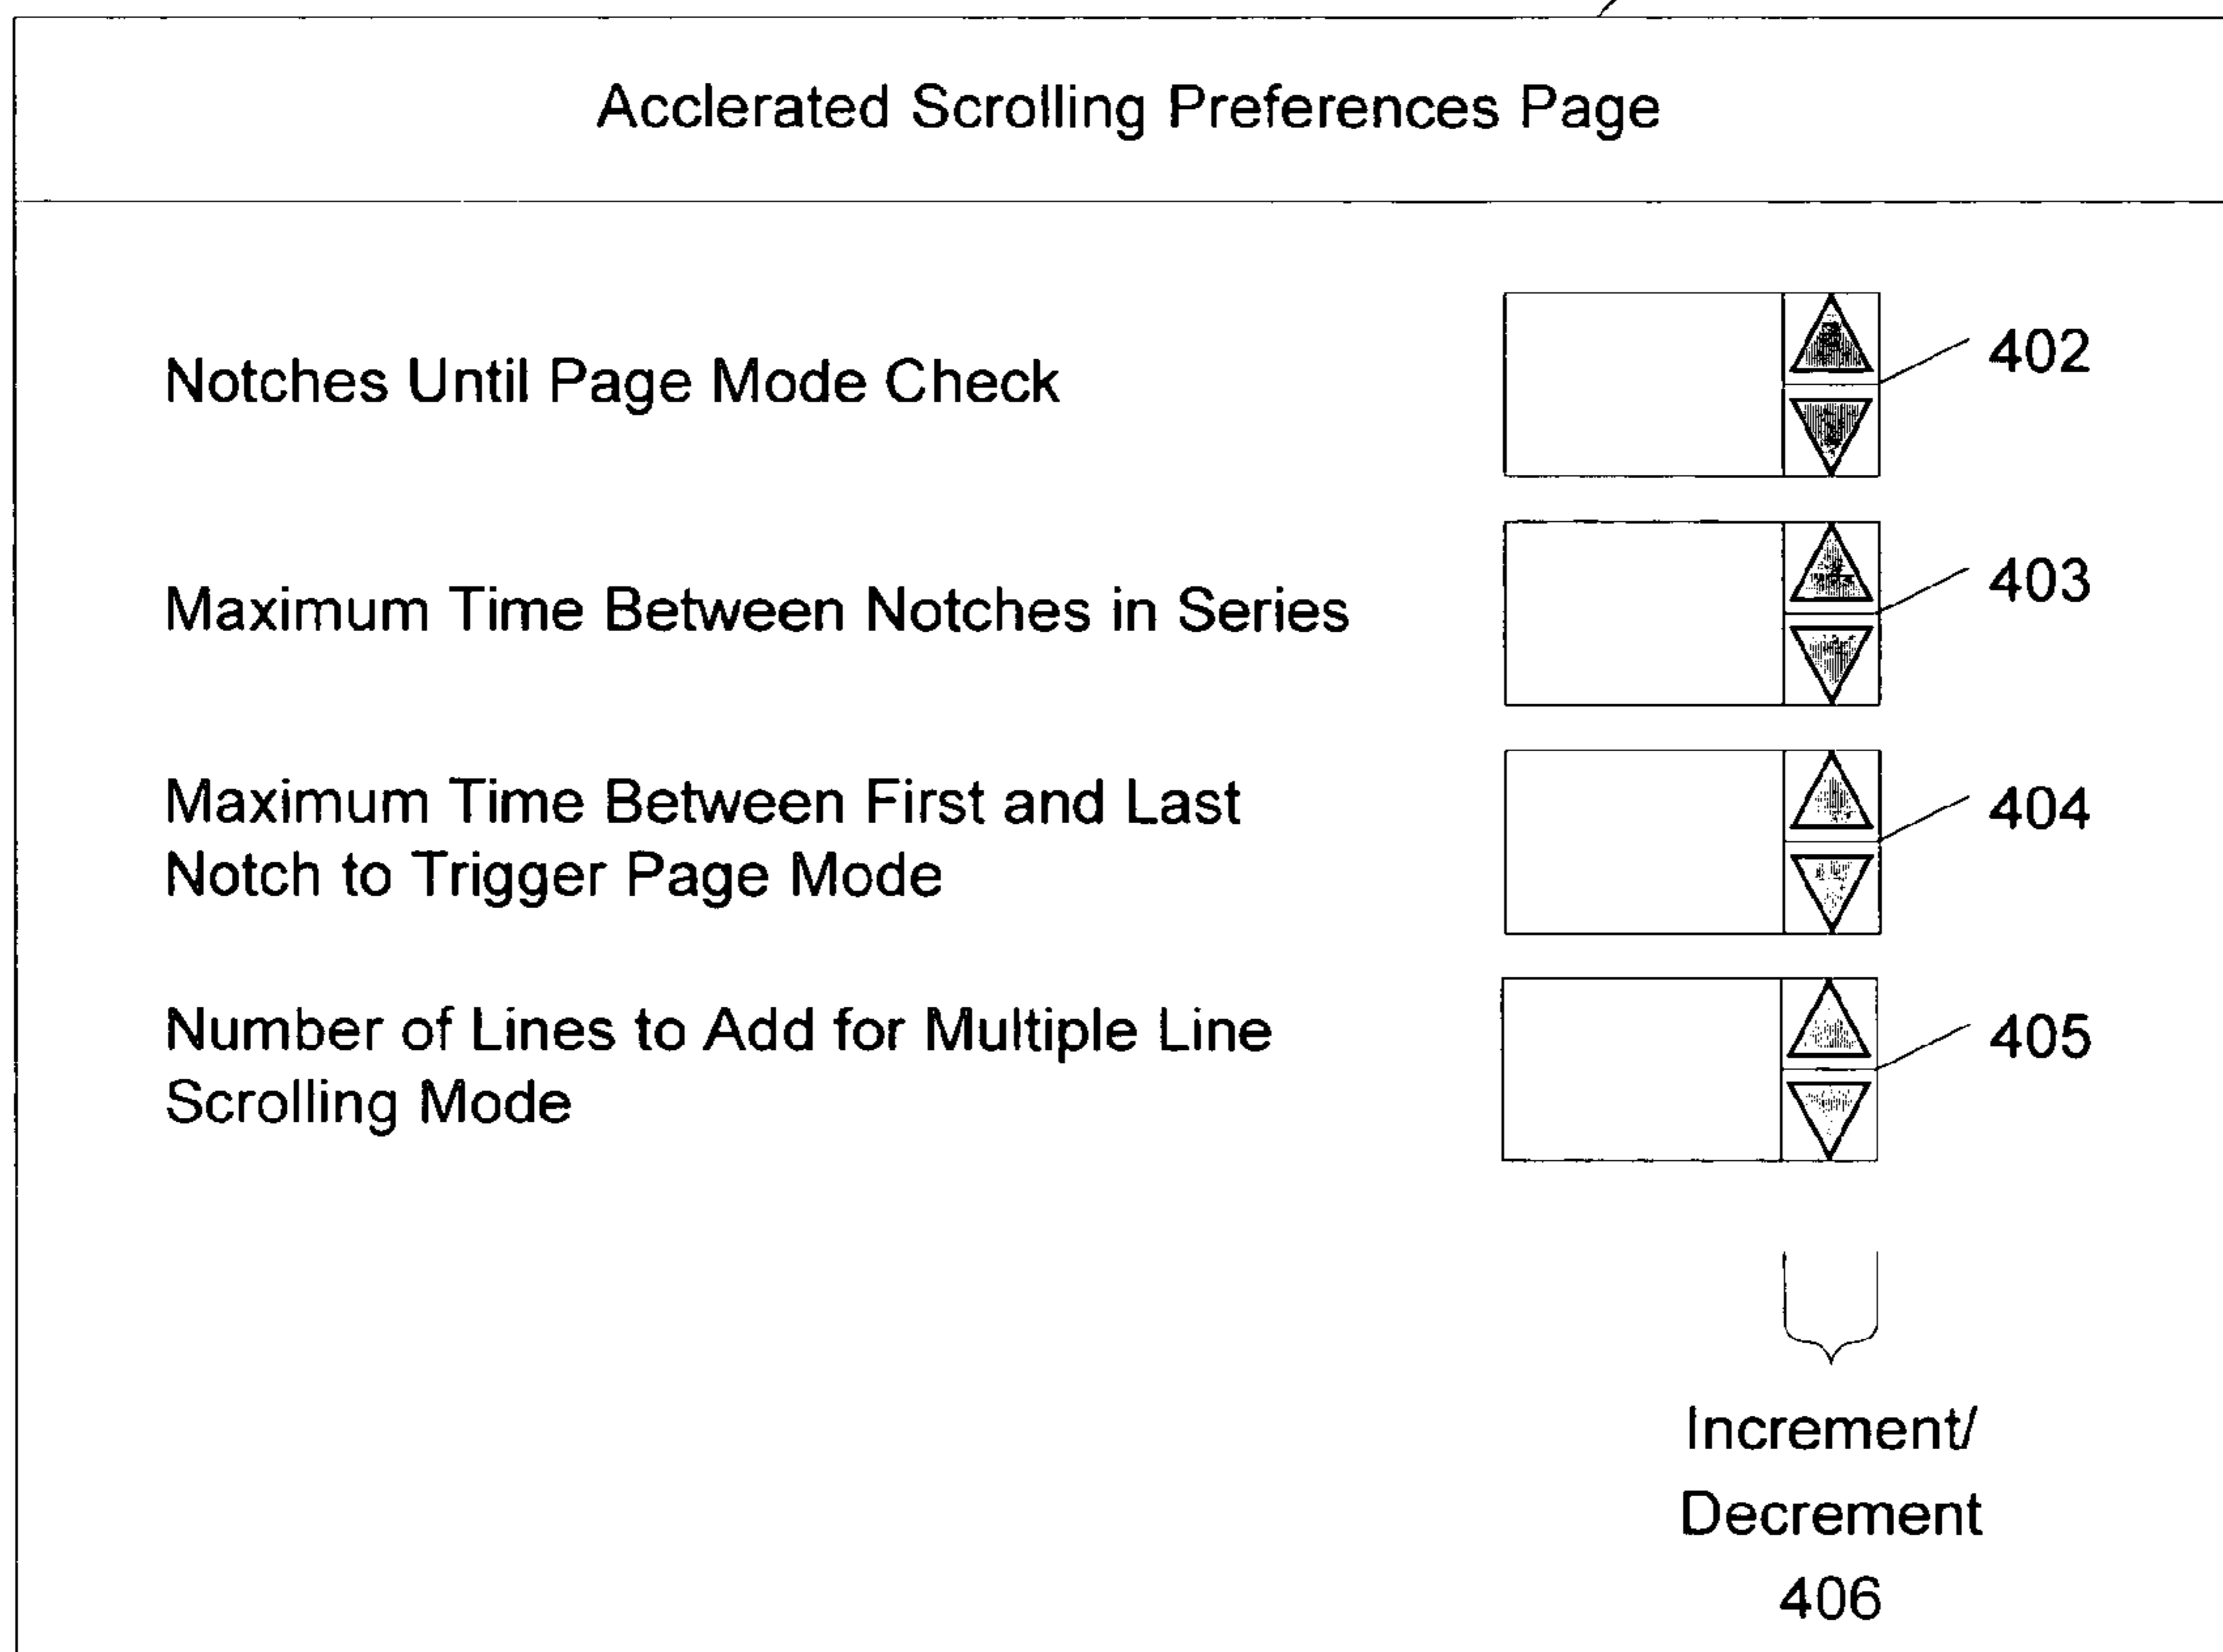 Acclerated Scrolling Preferences Page
Notches Until Page Mode Check
402
Maximum Time Between Notches in Series
403
Maximum Time Between First and Last
Notch to Trigger Page Mode
404
Number of Lines to Add for Multiple Line
Scrolling Mode
405
Increment/
Decrement
406